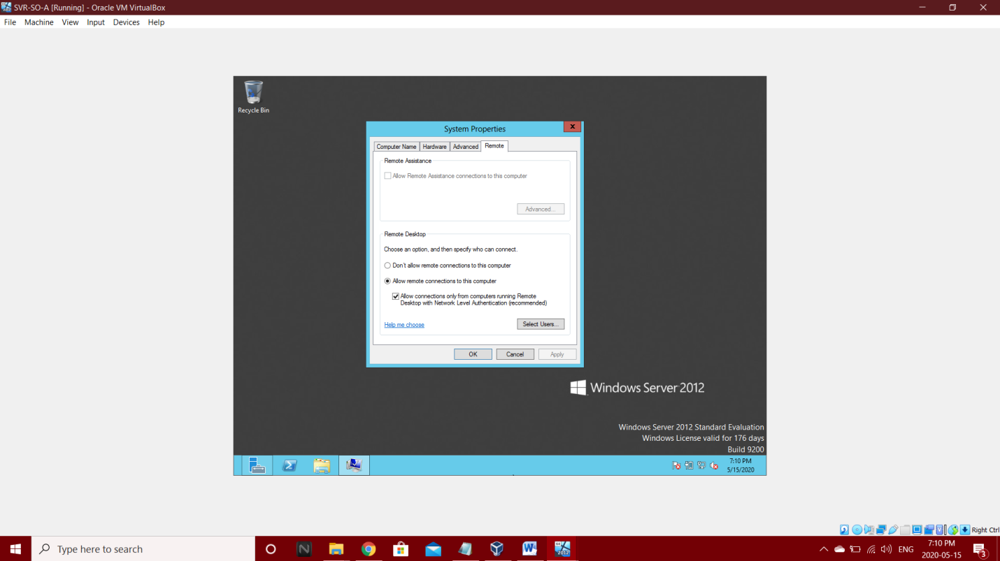 SVR-SO-A [Running] - Oracle VM VirtualBox
File Machine View Input Devices Help
Recycle Bin
System Properties
Computer Name Hardware Advanced Remote
Remote Assistance
Allow Remote Assistance connections to this computer
Advanced...
Remote Desktop
Choose an option, and then specify who can connect.
Don't allow remote connections to this computer
Allow remote connections to this computer
Allow connections only from computers running Remote
Desktop with Network Level Authentication (recommended)
Help me choose
Select Users...
OK Cancel Apply
Windows Server 2012
Windows Server 2012 Standard Evaluation
Windows License valid for 176 days
Build 9200
7:10 PM
5/15/2020
Right Ctrl
Type here to search
2012
ENG
7:10 PM
2020-05-15
3